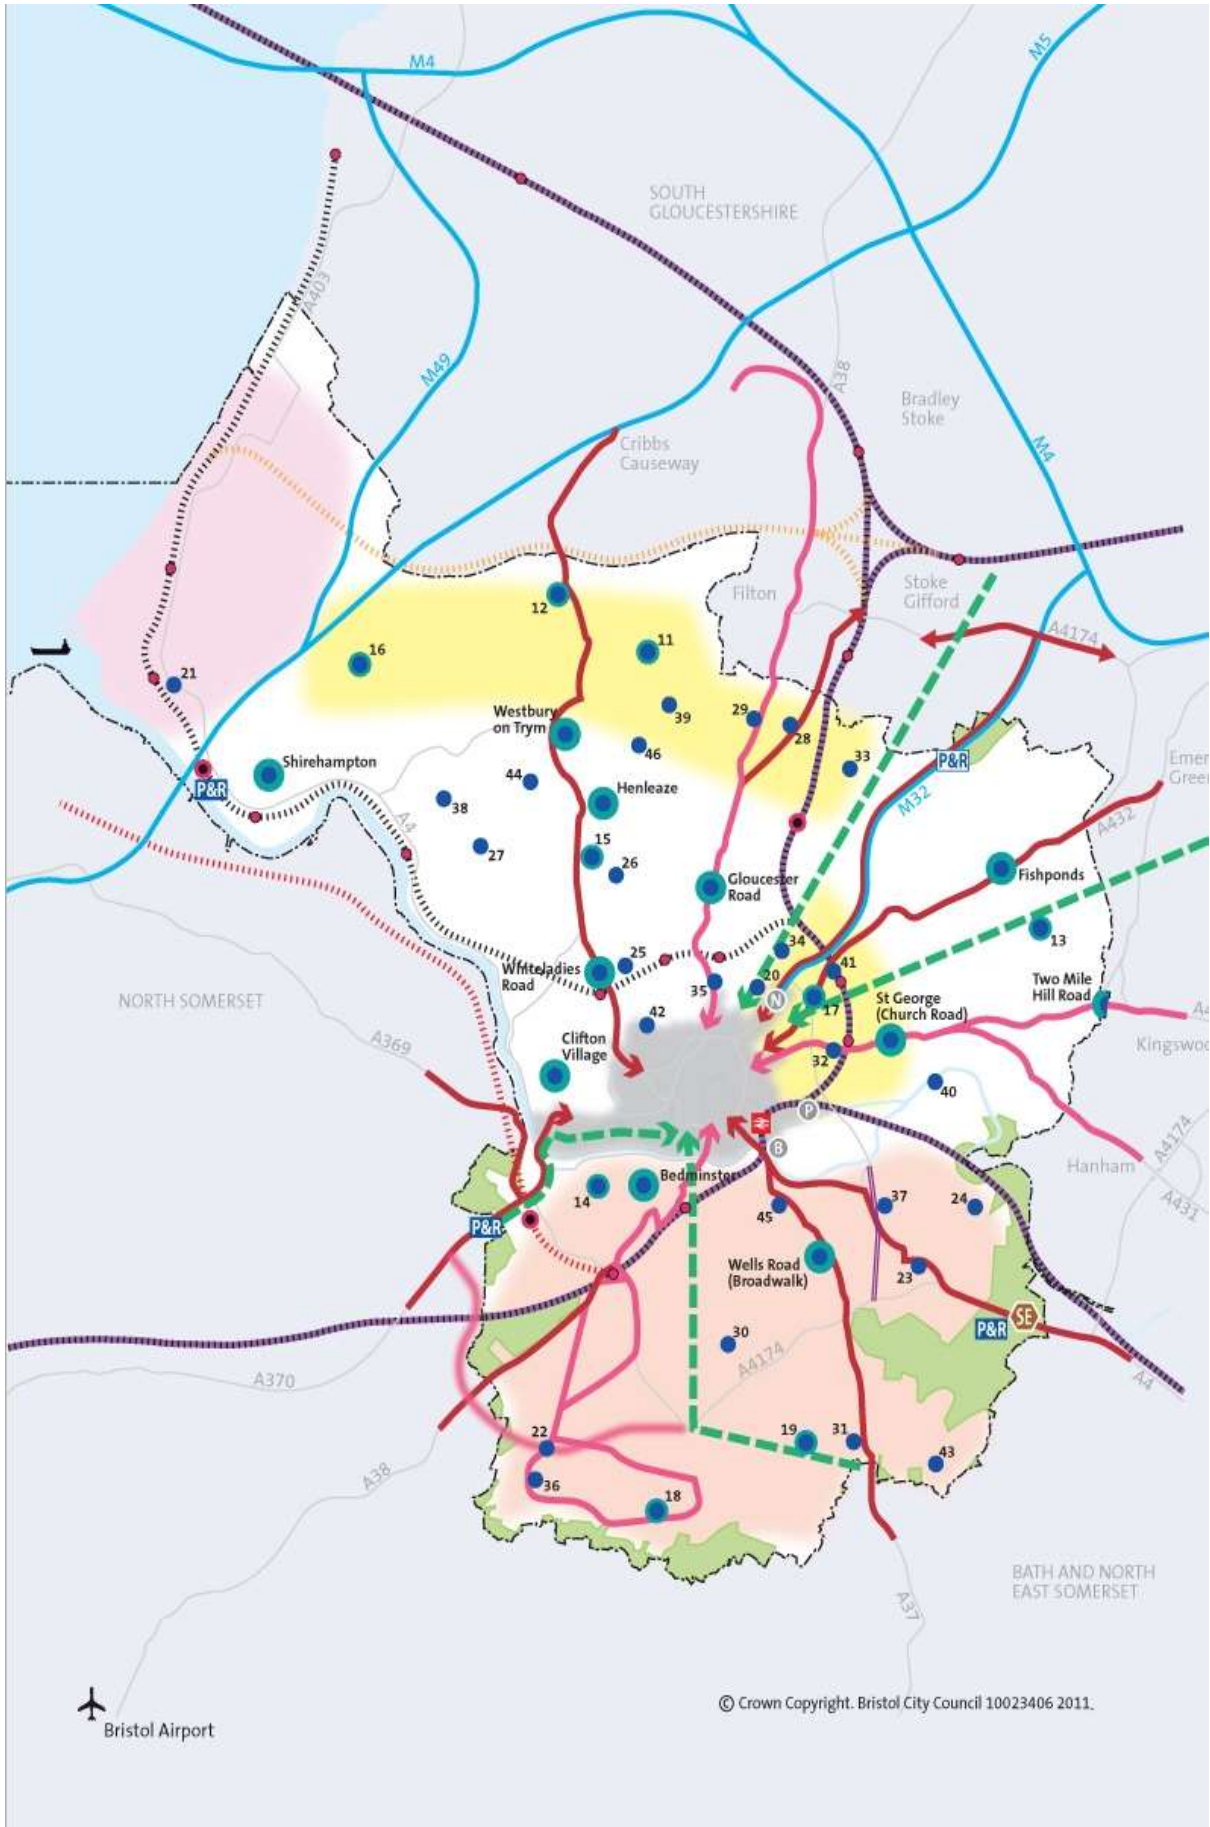 M4
M5
SOUTH
GLOUCESTERSHIRE
A403
M49
A38
Bradley
Stoke
Cribbs
Causeway
M4
12
Filton
Stoke
Gifford
A4174
16
11
21
Westbury
on Trym
39
29
28
46
33
P&R
Shirehampton
P&R
44
Henleaze
38
M32
A4
A432
15
27
26
Gloucester
Road
Fishponds
13
34
25
41
Whiteladies
Road
20
35
N
17
St George
(Church Road)
Two Mile
Hill Road
NORTH SOMERSET
42
A369
Clifton
Village
32
40
P
B
A4174
Hanham
Bedminster
14
45
37
24
A431
P&R
Wells Road
(Broadwalk)
23
SE
P&R
30
A4174
A370
A4
22
19
31
43
36
A38
18
BATH AND NORTH
EAST SOMERSET
A37
© Crown Copyright. Bristol City Council 10023406 2011.
Bristol Airport